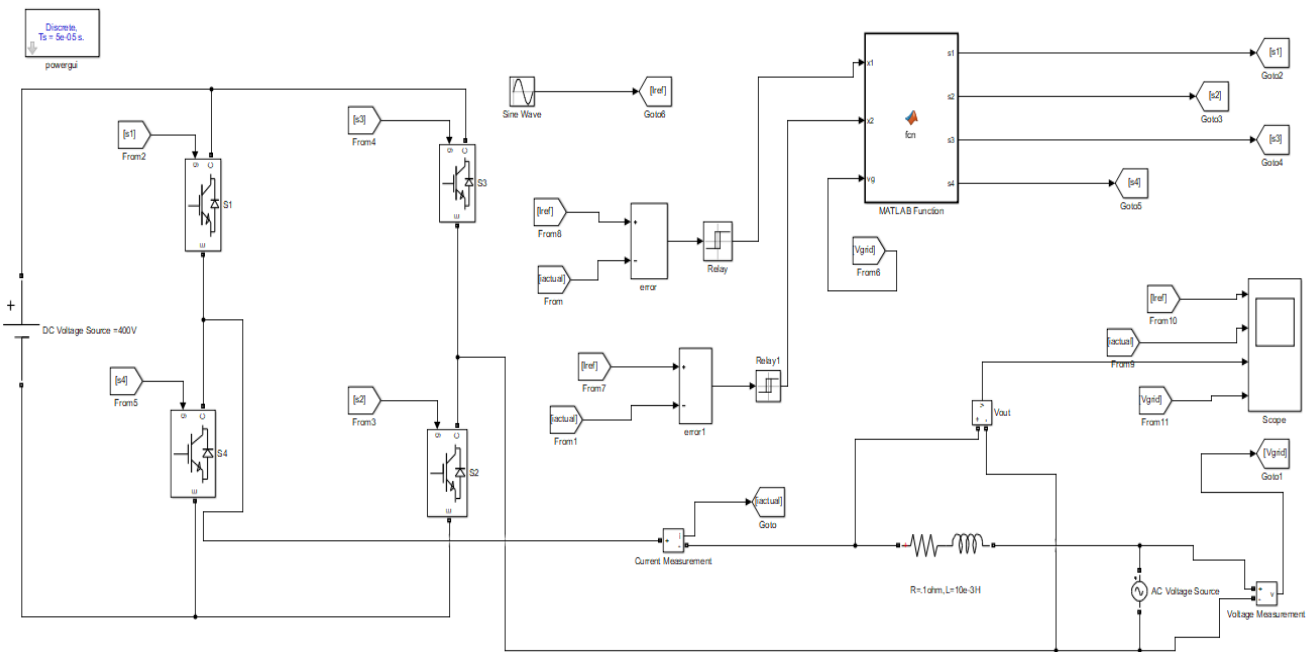 Discrete,
Ts = 5e-05 s.
powergui
[s1]
From2
g
C
S1
E
[s3]
From4
g
C
S3
E
+
DC Voltage Source =400V
[s4]
From5
g
C
S4
E
[s2]
From3
g
C
S2
E
Sine Wave
[Iref]
Goto6
[Iref]
From8
[iactual]
From
+
-
error
Relay
[Iref]
From7
[iactual]
From1
+
-
error1
Relay1
x1
x2
vg
fcn
s1
s2
s3
s4
MATLAB Function
[Vgrid]
From6
[s1]
Goto2
[s2]
Goto3
[s3]
Goto4
[s4]
Goto5
[Iref]
From10
[iactual]
From9
[Vgrid]
From11
Scope
v
+ -
Vout
[Vgrid]
Goto1
[iactual]
Goto
+
i
-
Current Measurement
+
R=.1ohm, L=10e-3H
AC Voltage Source
+
-
v
Voltage Measurement